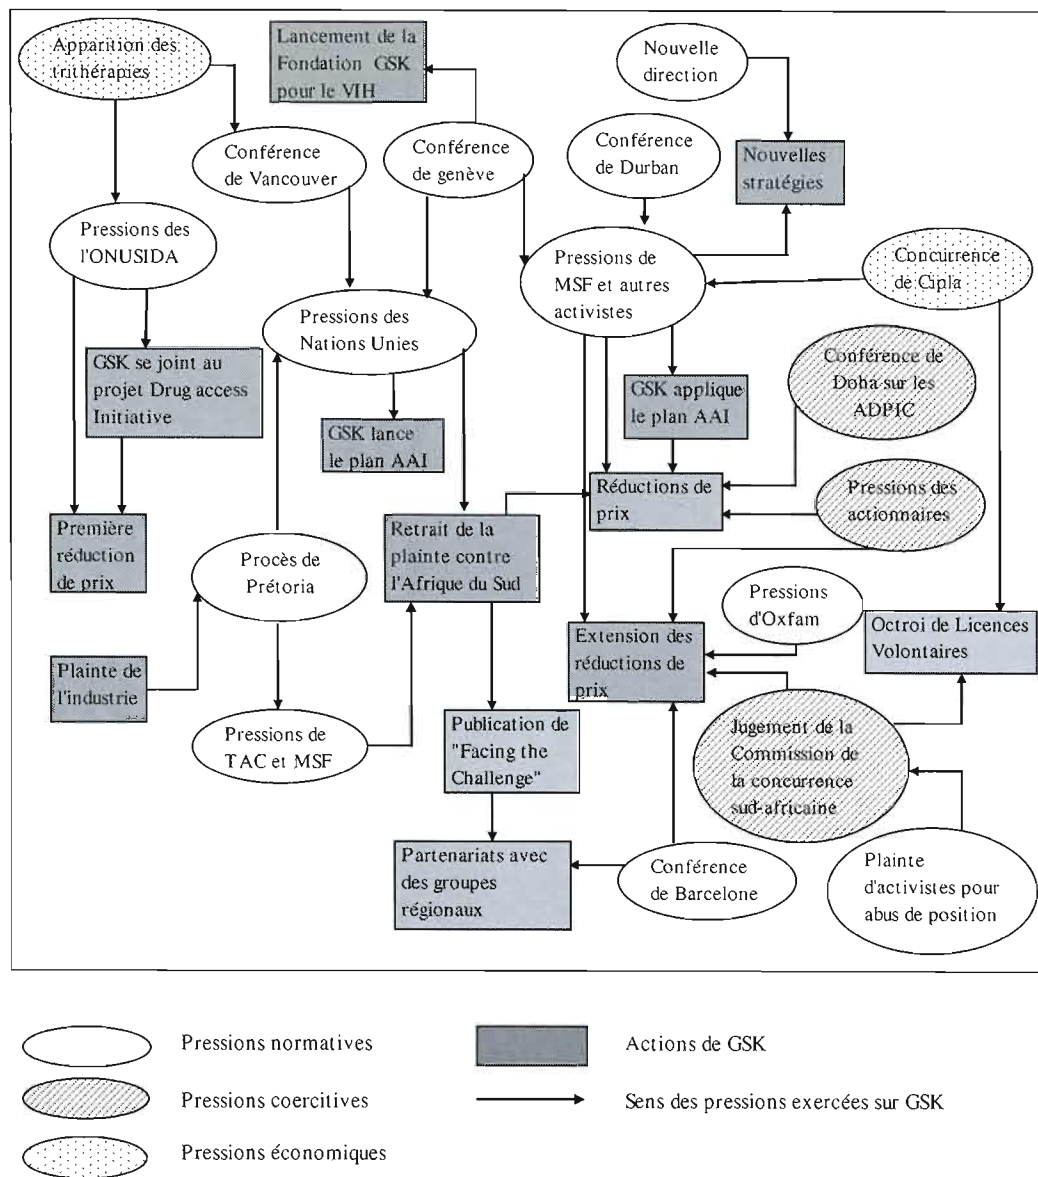 Apparition des
trithérapies
Lancement de la
Fondation GSK
pour le VIH
Nouvelle
direction
Conférence
de Vancouver
Conférence
de genève
Conférence
de Durban
Nouvelles
stratégies
Pressions des
l'ONUSIDA
Pressions de
MSF et autres
activistes
Concurrence
de Cipla
Pressions des
Nations Unies
GSK se joint au
projet Drug access
Initiative
Conférence de
Doha sur les
ADPIC
GSK lance
le plan AAI
GSK applique
le plan AAI
Réductions de
prix
Pressions des
actionnaires
Première
réduction
de prix
Procès de
Prétoria
Retrait de la
plainte contre
l'Afrique du Sud
Pressions
d'Oxfam
Octroi de Licences
Volontaires
Extension des
réductions de
prix
Plainte de
l'industrie
Pressions de
TAC et MSF
Publication de
"Facing the
Challenge"
Jugement de la
Commission de
la concurrence
sud-africaine
Partenariats avec
des groupes
régionaux
Conférence
de Barcelone
Plainte
d'activistes pour
abus de position
Pressions normatives
Actions de GSK
Pressions coercitives
Sens des pressions exercées sur GSK
Pressions économiques